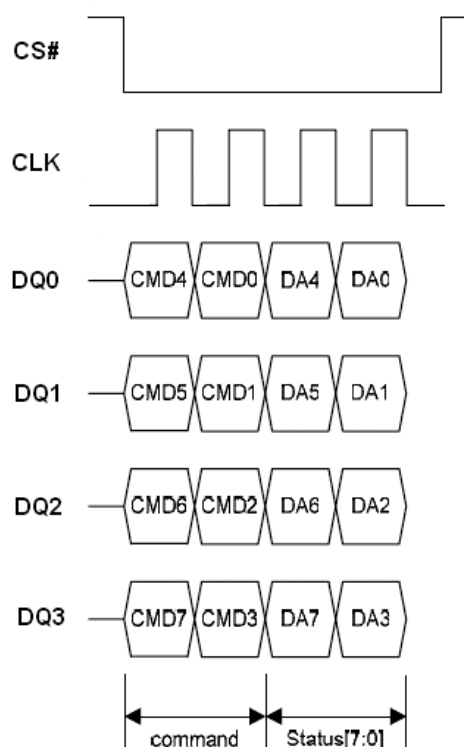 CS#
CLK
DQ0 CMD4 CMD0 DA4 DA0
DQ1 CMD5 CMD1 DA5 DA1
DQ2 CMD6 CMD2 DA6 DA2
DQ3 CMD7 CMD3 DA7 DA3
command Status[7:0]